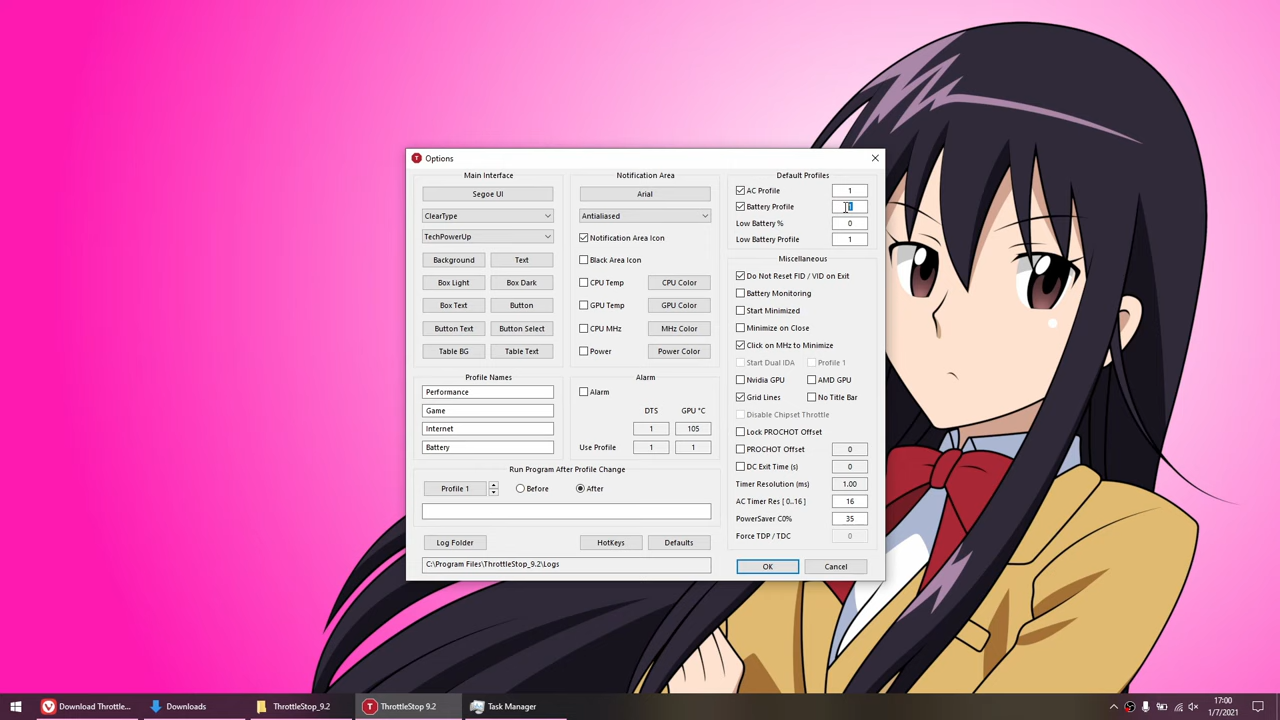 Options
Main Interface
Segoe UI
ClearType
TechPowerUp
Background Text
Box Light Box Dark
Box Text Button
Button Text Button Select
Table BG Table Text
Notification Area
Arial
Antialiased
Notification Area Icon
Black Area Icon
CPU Temp CPU Color
GPU Temp GPU Color
CPU MHz MHz Color
Power Power Color
Default Profiles
AC Profile 1
Battery Profile 1
Low Battery % 0
Low Battery Profile 1
Miscellaneous
Do Not Reset FID / VID on Exit
Battery Monitoring
Start Minimized
Minimize on Close
Click on MHz to Minimize
Start Dual IDA Profile 1
Nvidia GPU AMD GPU
Grid Lines No Title Bar
Disable Chipset Throttle
Lock PROCHOT Offset
PROCHOT Offset 0
DC Exit Time (s) 0
Timer Resolution (ms) 1.00
AC Timer Res [ 0..16 ] 16
PowerSaver C0% 35
Force TDP / TDC 0
Profile Names
Performance
Game
Internet
Battery
Alarm
Alarm
DTS GPU °C
1 105
Use Profile 1 1
Run Program After Profile Change
Profile 1 Before After
Log Folder HotKeys Defaults
C:\Program Files\ThrottleStop_9.2\Logs
OK Cancel
Download Throttle... Downloads ThrottleStop_9.2 ThrottleStop 9.2 Task Manager
17:00
1/7/2021